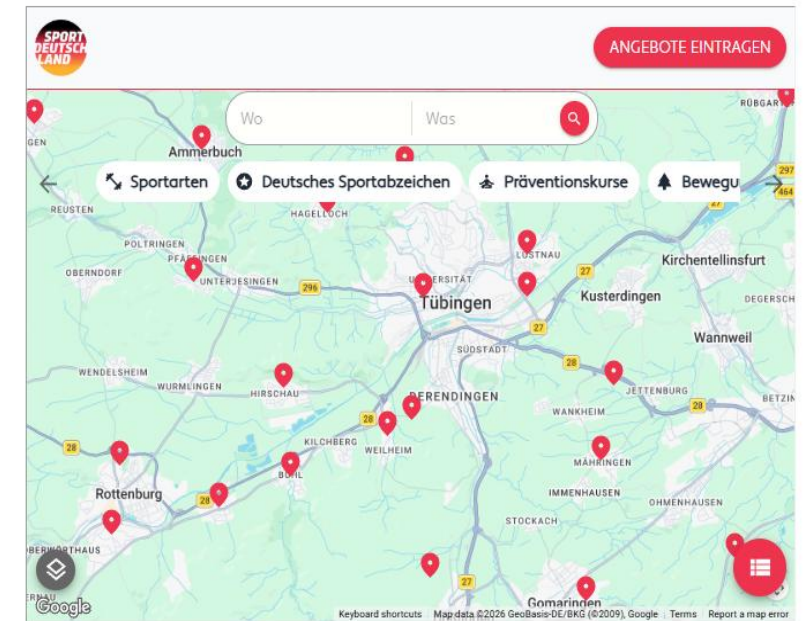 SPORT
DEUTSCH
LAND
ANGEBOTE EINTRAGEN
Wo
Was
RÜBGAR
GEN
Ammerbuch
Sportarten
Deutsches Sportabzeichen
Präventionskurse
Bewegu
297
464
27
REUSTEN
HAGELLOCH
POLTRINGEN
PFÄFFINGEN
LUSTNAU
Kirchentellinsfurt
OBERNDORF
UNTERJESINGEN
296
UNIVERSITÄT
27
Tübingen
Kusterdingen
DEGERSCH
27
Wannweil
SÜDSTADT
28
WENDELSHEIM
WURMLINGEN
HIRSCHAU
DERENDINGEN
JETTENBURG
BETZIN
WANKHEIM
28
28
KILCHBERG
WEILHEIM
28
BÜHL
MÄHRINGEN
Rottenburg
28
IMMENHAUSEN
OHMENHAUSEN
STOCKACH
27
Gomaringen
Google
Keyboard shortcuts
Map data ©2026 GeoBasis-DE/BKG (©2009), Google
Terms
Report a map error